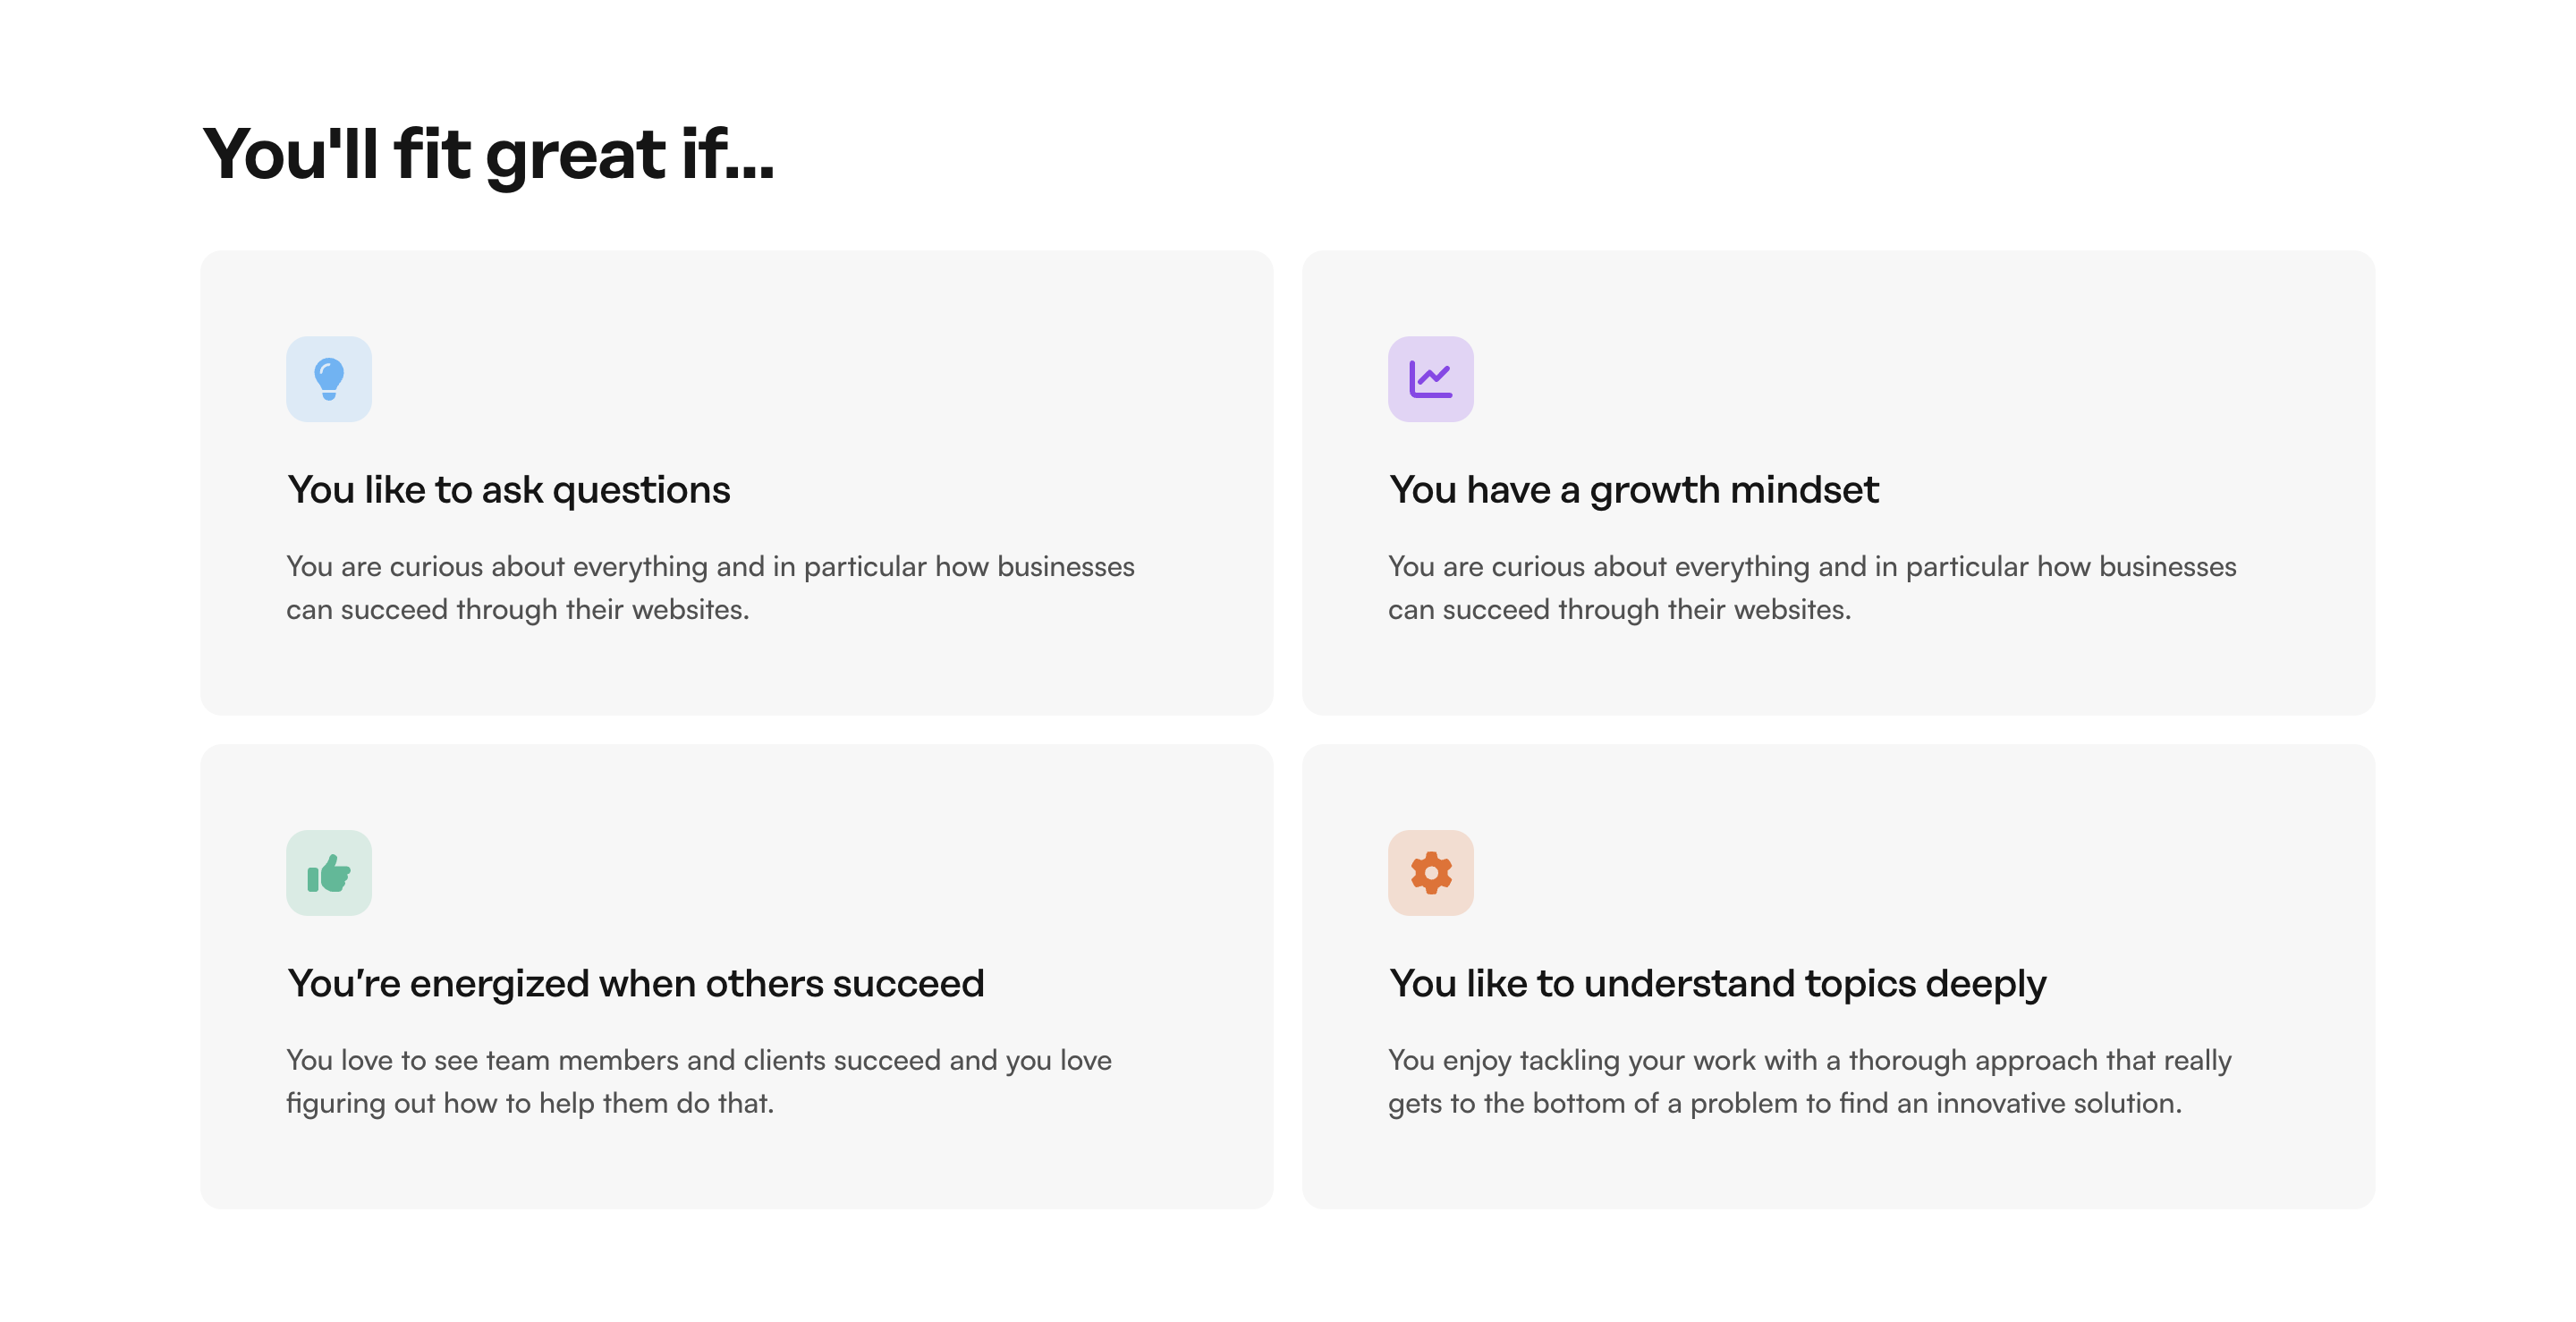 You'll fit great if...
You like to ask questions
You are curious about everything and in particular how businesses
can succeed through their websites.
You have a growth mindset
You are curious about everything and in particular how businesses
can succeed through their websites.
You’re energized when others succeed
You love to see team members and clients succeed and you love
figuring out how to help them do that.
You like to understand topics deeply
You enjoy tackling your work with a thorough approach that really
gets to the bottom of a problem to find an innovative solution.